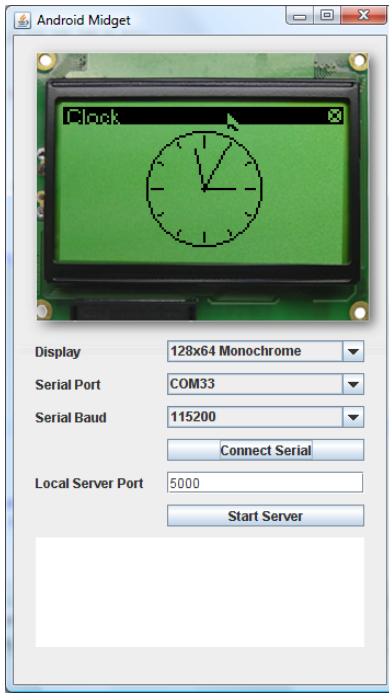 Android Midget
Clock
Display
128x64 Monochrome
Serial Port
COM33
Serial Baud
115200
Connect Serial
Local Server Port
5000
Start Server